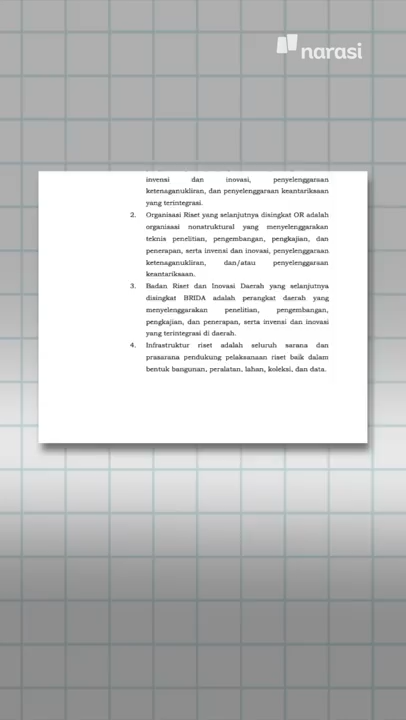 narasi
invensi dan inovasi, penyelenggaraan
ketenaganukliran, dan penyelenggaraan keantariksaan
yang terintegrasi.
2. Organisasi Riset yang selanjutnya disingkat OR adalah
organisasi nonstruktural yang menyelenggarakan
teknis penelitian, pengembangan, pengkajian, dan
penerapan, serta invensi dan inovasi, penyelenggaraan
ketenaganukliran, dan/atau penyelenggaraan
keantariksaan.
3. Badan Riset dan Inovasi Daerah yang selanjutnya
disingkat BRIDA adalah perangkat daerah yang
menyelenggarakan penelitian, pengembangan,
pengkajian, dan penerapan, serta invensi dan inovasi
yang terintegrasi di daerah.
4. Infrastruktur riset adalah seluruh sarana dan
prasarana pendukung pelaksanaan riset baik dalam
bentuk bangunan, peralatan, lahan, koleksi, dan data.